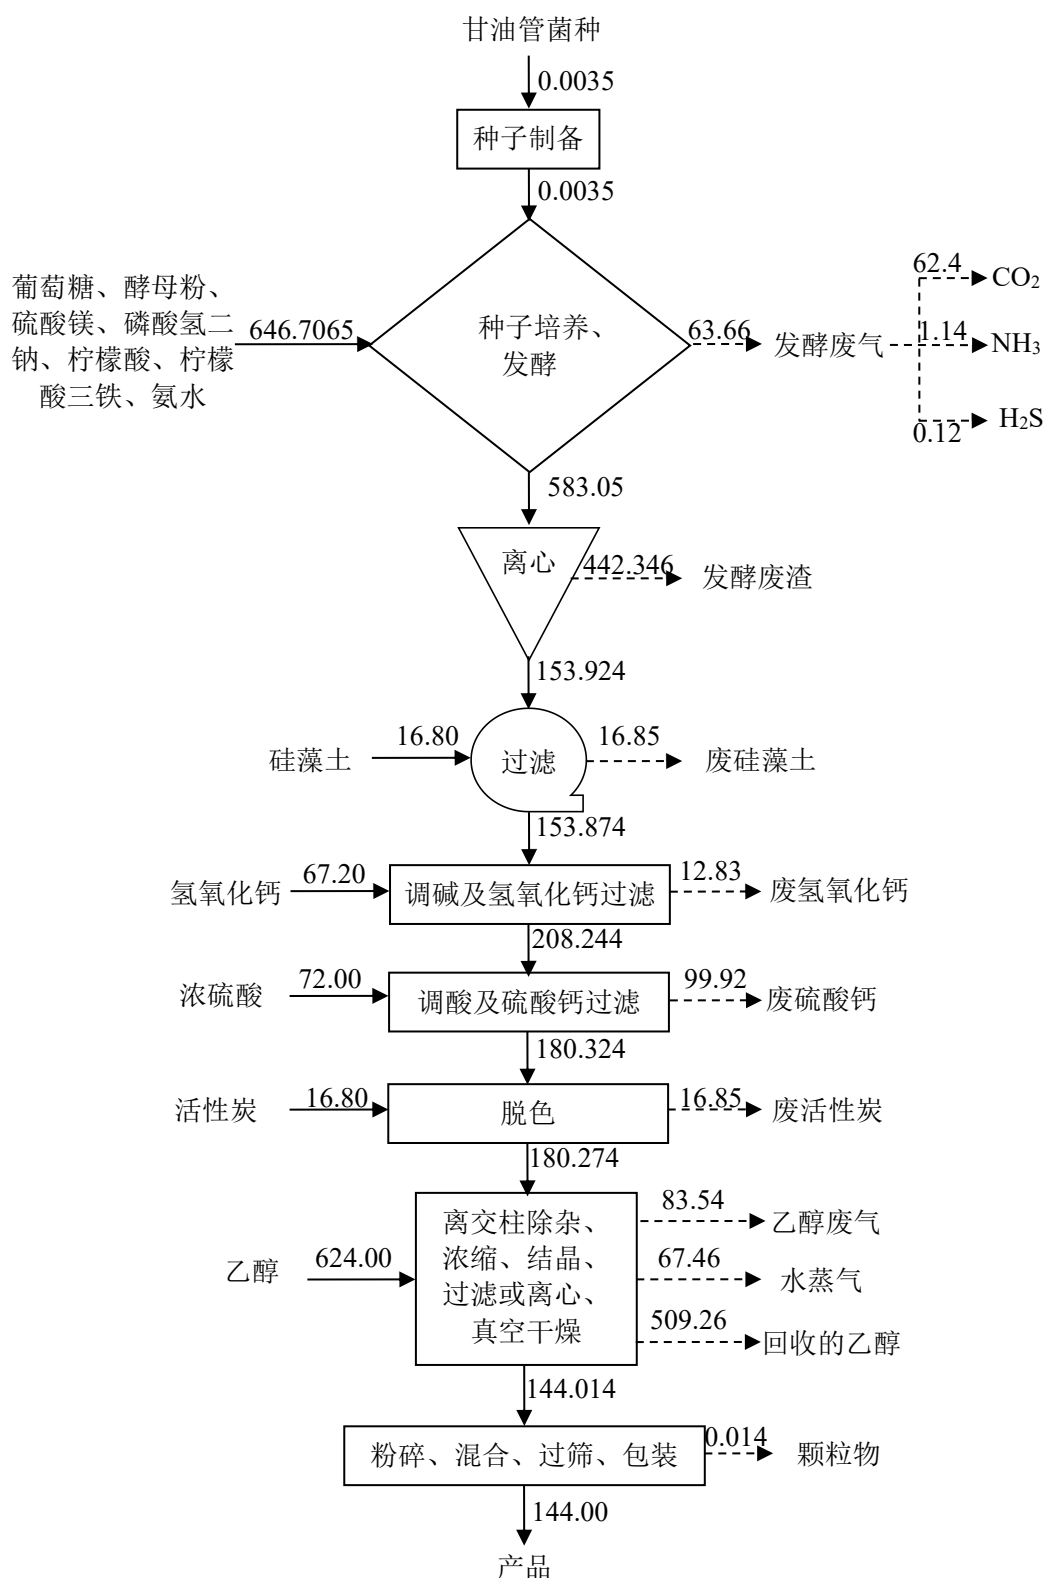 甘油管菌种
0.0035
种子制备
0.0035
葡萄糖、酵母粉、
硫酸镁、磷酸氢二
钠、柠檬酸、柠檬
酸三铁、氨水
646.7065
种子培养、
发酵
63.66
发酵废气
62.4
CO₂
1.14
NH₃
0.12
H₂S
583.05
离心
442.346
发酵废渣
153.924
硅藻土
16.80
过滤
16.85
废硅藻土
153.874
氢氧化钙
67.20
调碱及氢氧化钙过滤
12.83
废氢氧化钙
208.244
浓硫酸
72.00
调酸及硫酸钙过滤
99.92
废硫酸钙
180.324
活性炭
16.80
脱色
16.85
废活性炭
180.274
乙醇
624.00
离交柱除杂、
浓缩、结晶、
过滤或离心、
真空干燥
83.54
乙醇废气
67.46
水蒸气
509.26
回收的乙醇
144.014
粉碎、混合、过筛、包装
0.014
颗粒物
144.00
产品